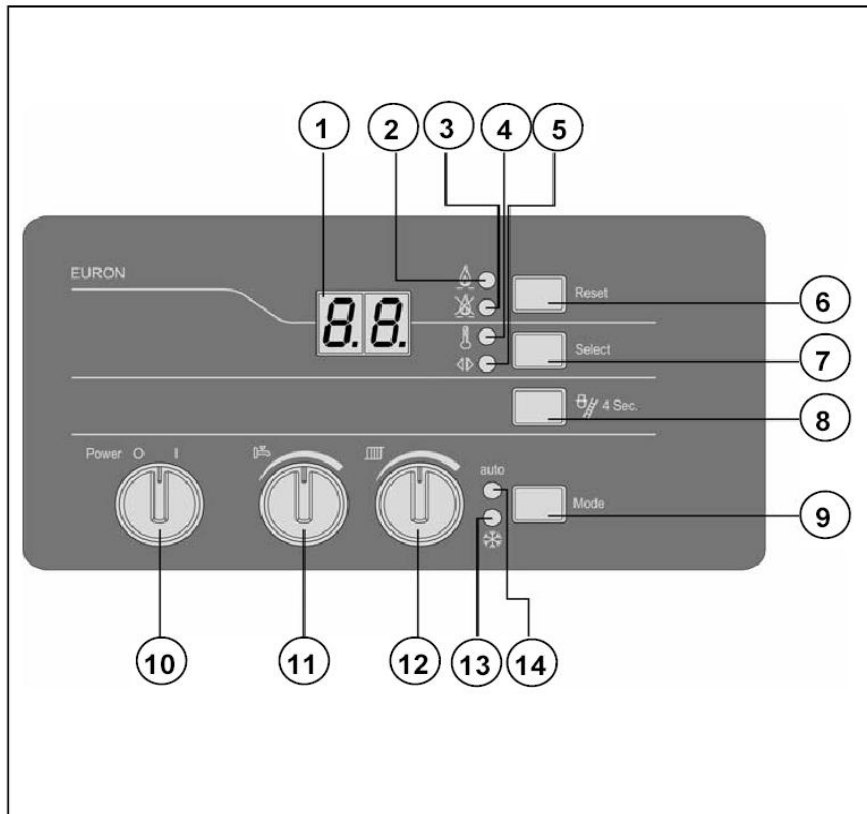 1 2 3 4 5
EURON
8.8.
Reset
6
Select
7
4 Sec.
8
Power O I
auto
Mode
9
10 11 12 13 14